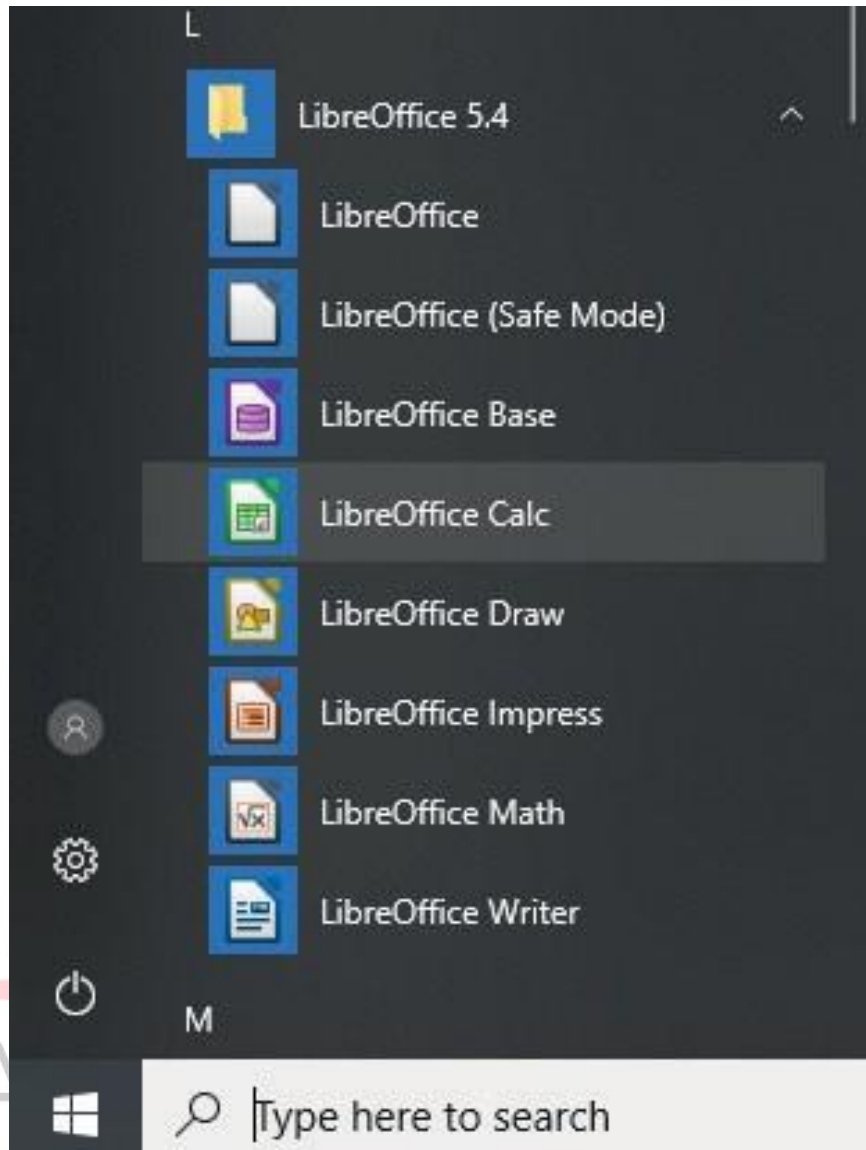 L
LibreOffice 5.4
LibreOffice
LibreOffice (Safe Mode)
LibreOffice Base
LibreOffice Calc
LibreOffice Draw
LibreOffice Impress
LibreOffice Math
LibreOffice Writer
M
Type here to search